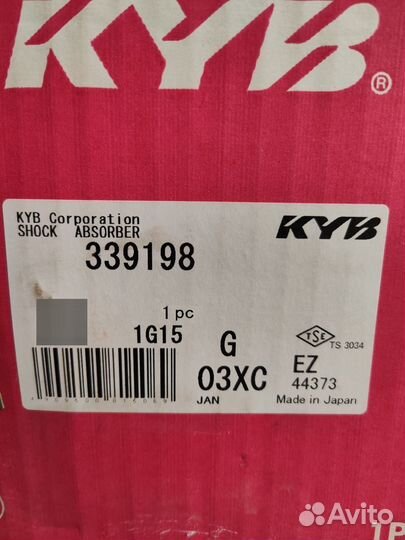 KYB®
KYB Corporation
SHOCK ABSORBER
KYB
339198
1 pc
1G15
G
TSE
TS 3034
03XC
EZ
44373
JAN
Made in Japan
1P
Avito